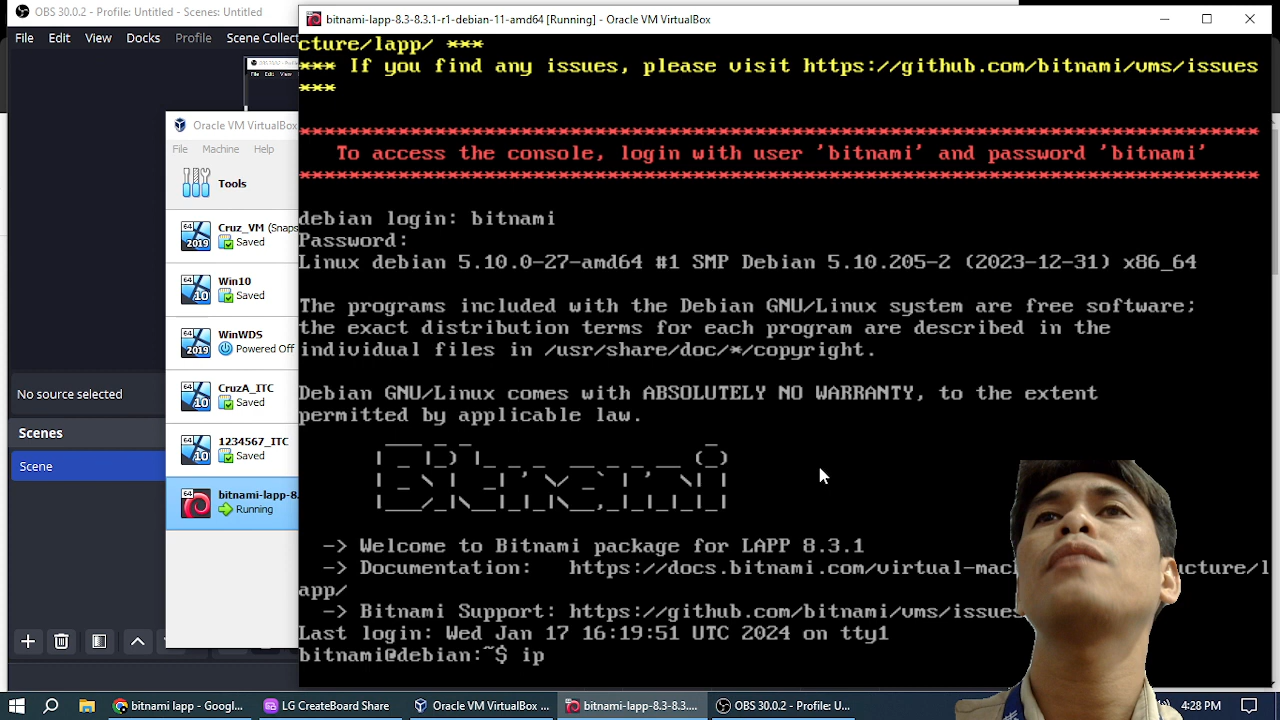 OBS 30.0.2 - Profile: Untitled - Scenes: Untitled
File Edit View Docks Profile Scene Collect
Oracle VM VirtualBox
File Machine Help
Tools
Cruz_VM (Snaps
Saved
Win10
Saved
WinWDS
Powered Off
CruzA_ITC
Saved
1234567_ITC
Saved
bitnami-lapp-8.
Running
No source selected
Scenes
Scene
bitnami-lapp-8.3-8.3.1-r1-debian-11-amd64 [Running] - Oracle VM VirtualBox
cture/lapp/ ***
*** If you find any issues, please visit https://github.com/bitnami/vms/issues
***
*******************************************************************************
To access the console, login with user 'bitnami' and password 'bitnami'
*******************************************************************************
debian login: bitnami
Password:
Linux debian 5.10.0-27-amd64 #1 SMP Debian 5.10.205-2 (2023-12-31) x86_64
The programs included with the Debian GNU/Linux system are free software;
the exact distribution terms for each program are described in the
individual files in /usr/share/doc/*/copyright.
Debian GNU/Linux comes with ABSOLUTELY NO WARRANTY, to the extent
permitted by applicable law.
Bitnami
-> Welcome to Bitnami package for LAPP 8.3.1
-> Documentation: https://docs.bitnami.com/virtual-mac ucture/l
app/
-> Bitnami Support: https://github.com/bitnami/vms/issues
Last login: Wed Jan 17 16:19:51 UTC 2024 on tty1
bitnami@debian:~$ ip
Bitnami lapp - Googl...
LG CreateBoard Share
Oracle VM VirtualBox ...
bitnami-lapp-8.3-8.3....
OBS 30.0.2 - Profile: U...
4:28 PM